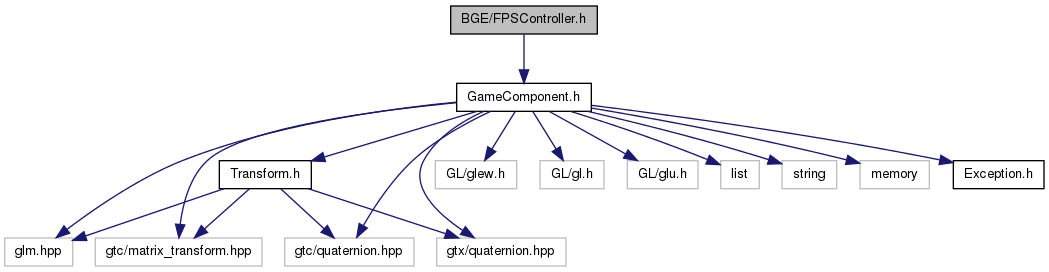 BGE/FPSController.h
GameComponent.h
Transform.h
GL/glew.h
GL/gl.h
GL/glu.h
list
string
memory
Exception.h
glm.hpp
gtc/matrix_transform.hpp
gtc/quaternion.hpp
gtx/quaternion.hpp